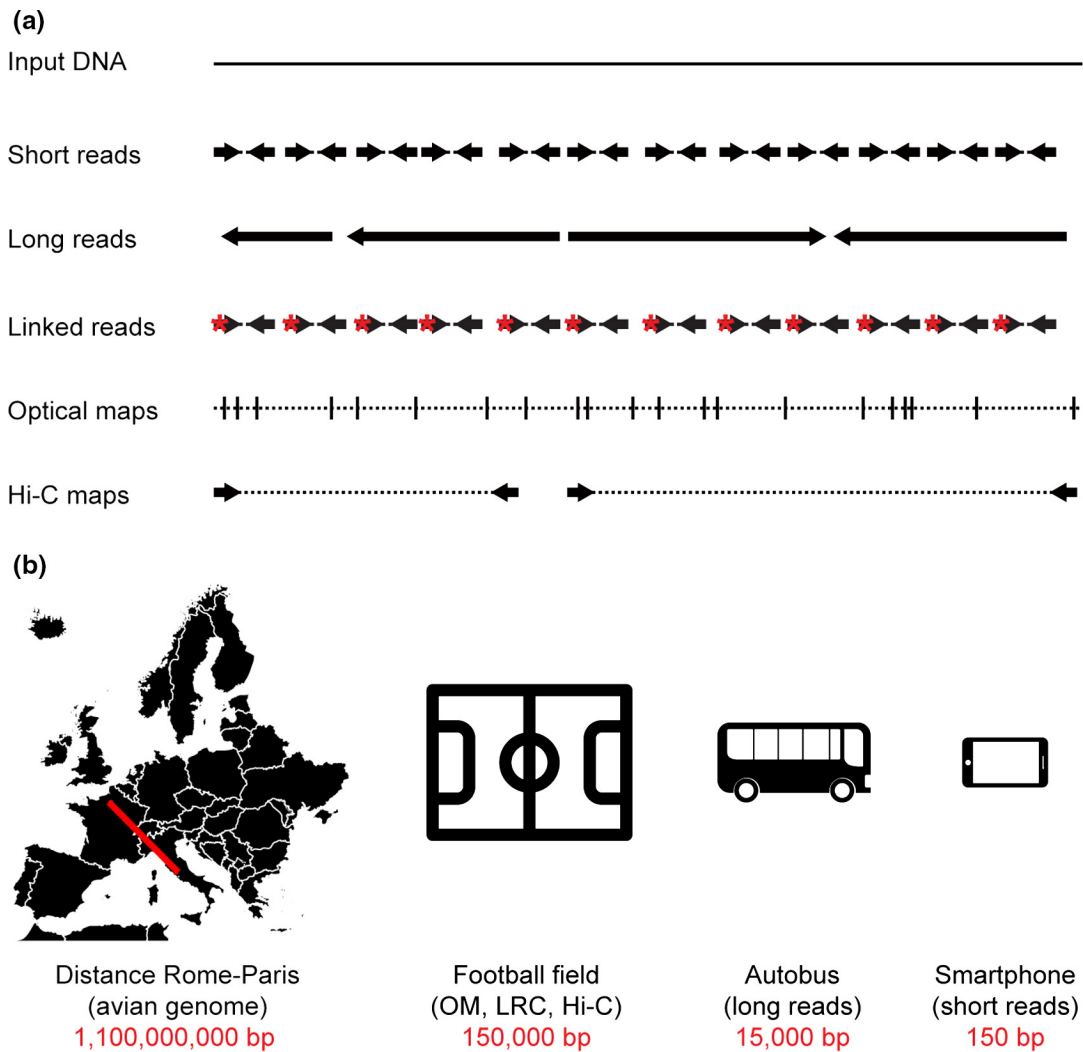 (a)
Input DNA
Short reads
Long reads
Linked reads
Optical maps
Hi-C maps
(b)
Distance Rome-Paris
(avian genome)
1,100,000,000 bp
Football field
(OM, LRC, Hi-C)
150,000 bp
Autobus
(long reads)
15,000 bp
Smartphone
(short reads)
150 bp